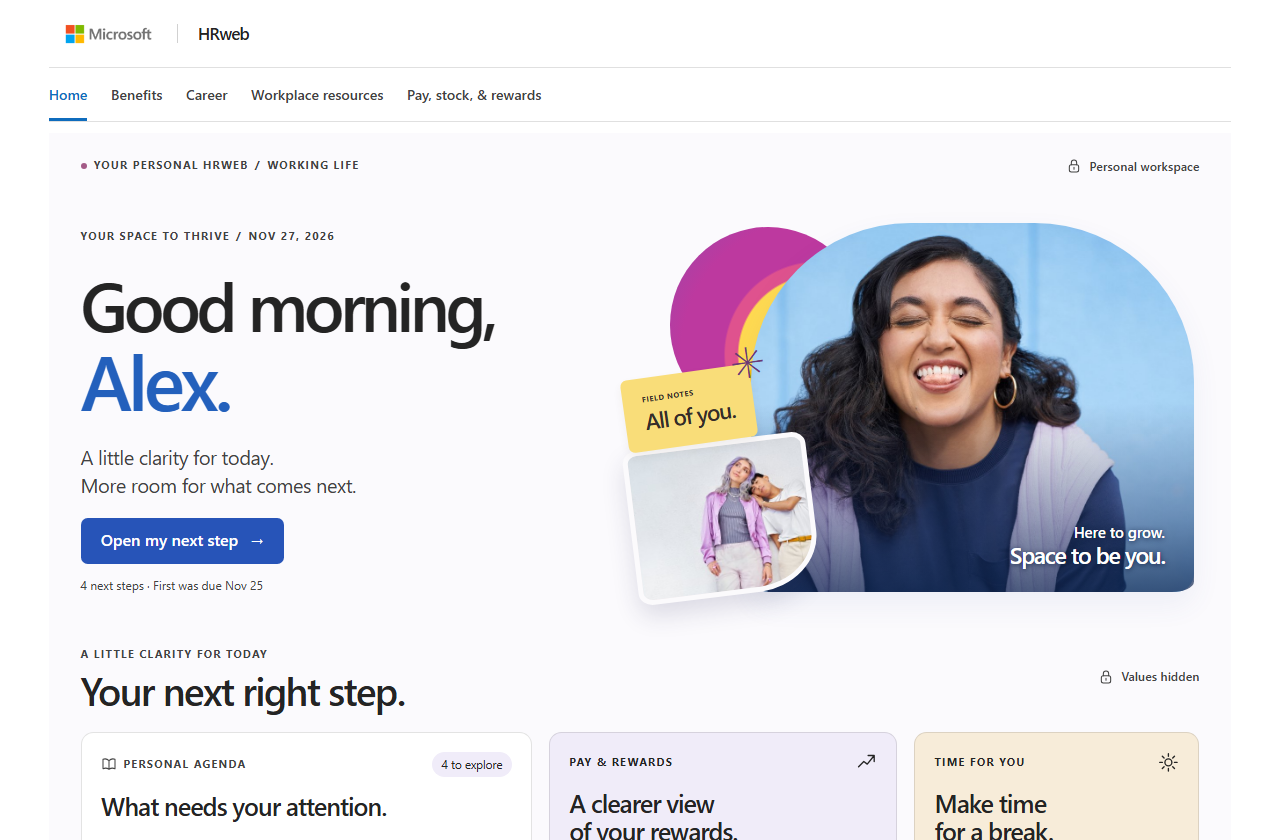 Microsoft
HRweb
Home
Benefits
Career
Workplace resources
Pay, stock, & rewards
YOUR PERSONAL HRWEB / WORKING LIFE
Personal workspace
YOUR SPACE TO THRIVE / NOV 27, 2026
Good morning,
Alex.
A little clarity for today.
More room for what comes next.
Open my next step →
4 next steps · First was due Nov 25
FIELD NOTES
All of you.
Here to grow.
Space to be you.
A LITTLE CLARITY FOR TODAY
Your next right step.
Values hidden
PERSONAL AGENDA
4 to explore
What needs your attention.
PAY & REWARDS
A clearer view
of your rewards.
TIME FOR YOU
Make time
for a break.